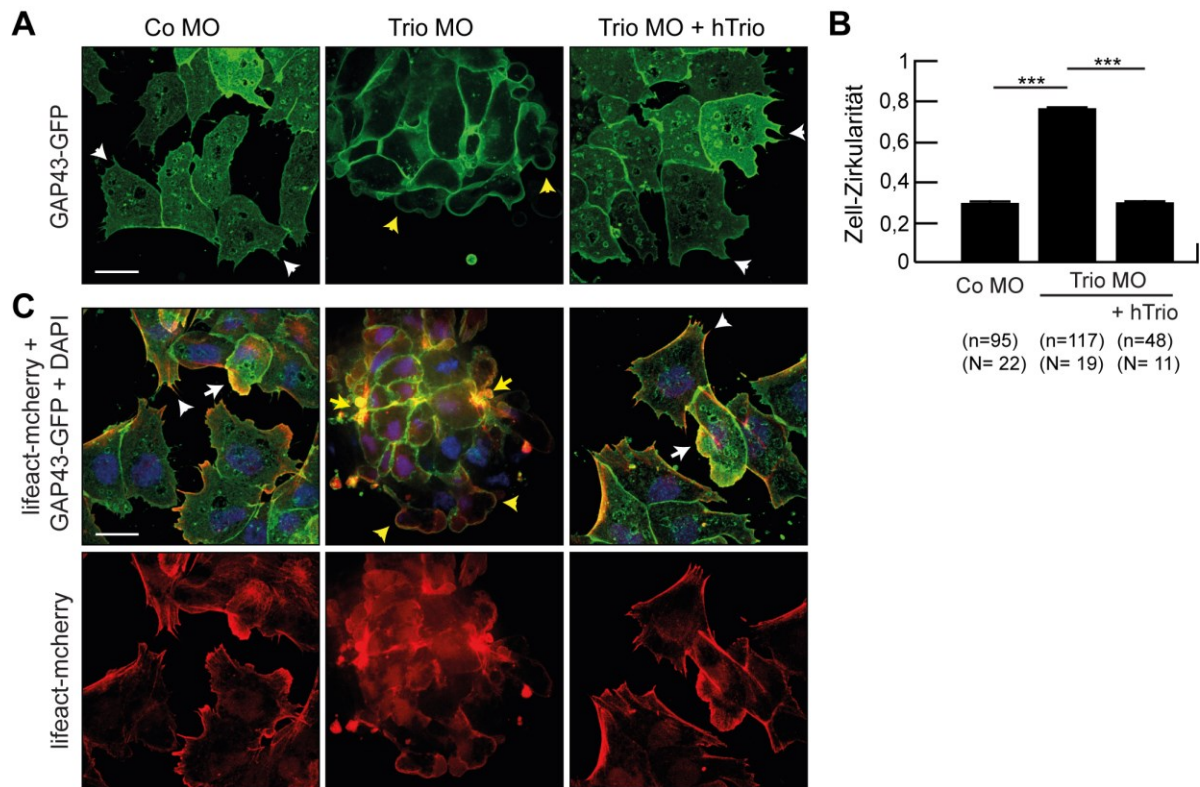 A
Co MO
Trio MO
Trio MO + hTrio
GAP43-GFP
B
***
***
Zell-Zirkularität
1
0,8
0,6
0,4
0,2
0
Co MO
Trio MO
+ hTrio
(n=95)
(n=117)
(n=48)
(N= 22)
(N= 19)
(N= 11)
C
lifeact-mcherry +
GAP43-GFP + DAPI
lifeact-mcherry